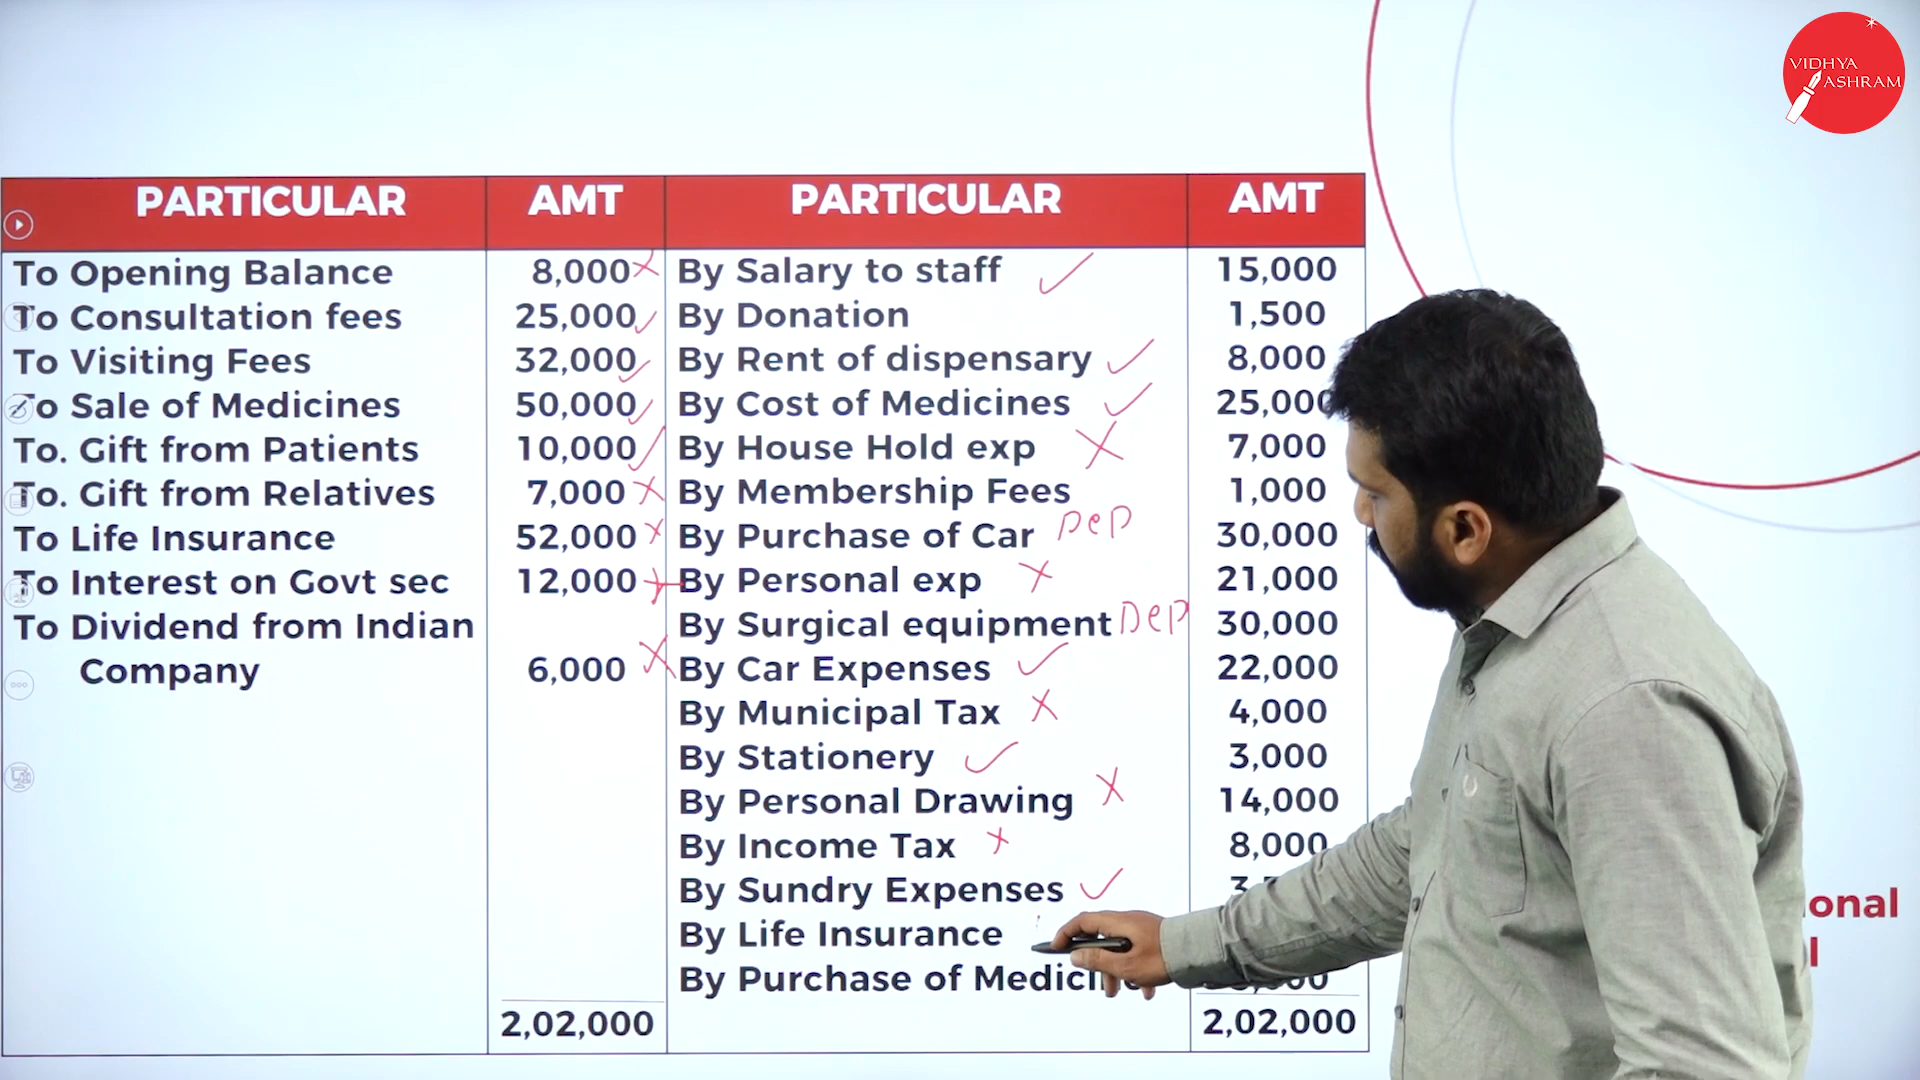 VIDHYA
ASHRAM
PARTICULAR AMT PARTICULAR AMT
To Opening Balance 8,000 By Salary to staff 15,000
To Consultation fees 25,000 By Donation 1,500
To Visiting Fees 32,000 By Rent of dispensary 8,000
To Sale of Medicines 50,000 By Cost of Medicines 25,000
To. Gift from Patients 10,000 By House Hold exp 7,000
To. Gift from Relatives 7,000 By Membership Fees 1,000
To Life Insurance 52,000 By Purchase of Car Dep 30,000
To Interest on Govt sec 12,000 By Personal exp 21,000
To Dividend from Indian By Surgical equipment Dep 30,000
Company 6,000 By Car Expenses 22,000
By Municipal Tax 4,000
By Stationery 3,000
By Personal Drawing 14,000
By Income Tax 8,000
By Sundry Expenses
By Life Insurance
By Purchase of
2,02,000 2,02,000